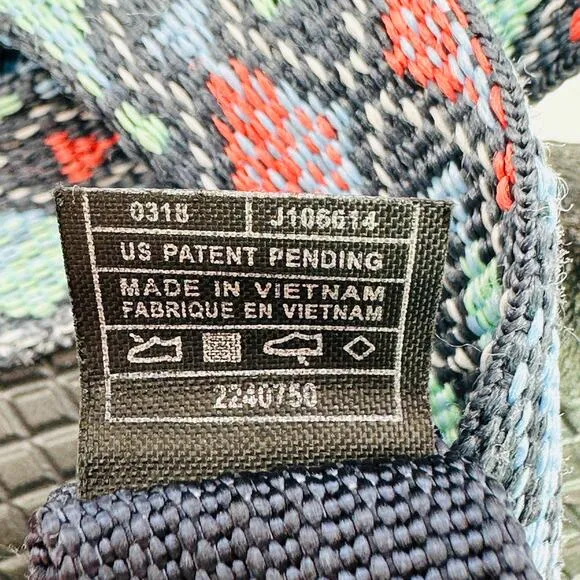 0318 J106614
US PATENT PENDING
MADE IN VIETNAM
FABRIQUE EN VIETNAM
2240750